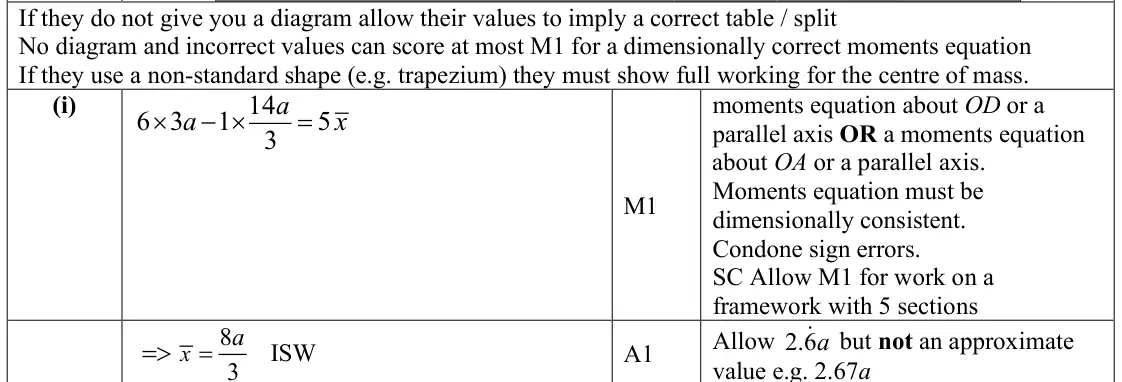 If they do not give you a diagram allow their values to imply a correct table / split
No diagram and incorrect values can score at most M1 for a dimensionally correct moments equation
If they use a non-standard shape (e.g. trapezium) they must show full working for the centre of mass.
(i)
6×3a−1×14a/3=5x̅
M1
moments equation about OD or a
parallel axis OR a moments equation
about OA or a parallel axis.
Moments equation must be
dimensionally consistent.
Condone sign errors.
SC Allow M1 for work on a
framework with 5 sections
=> x̅ = 8a/3 ISW
A1
Allow 2.6̇a but not an approximate
value e.g. 2.67a